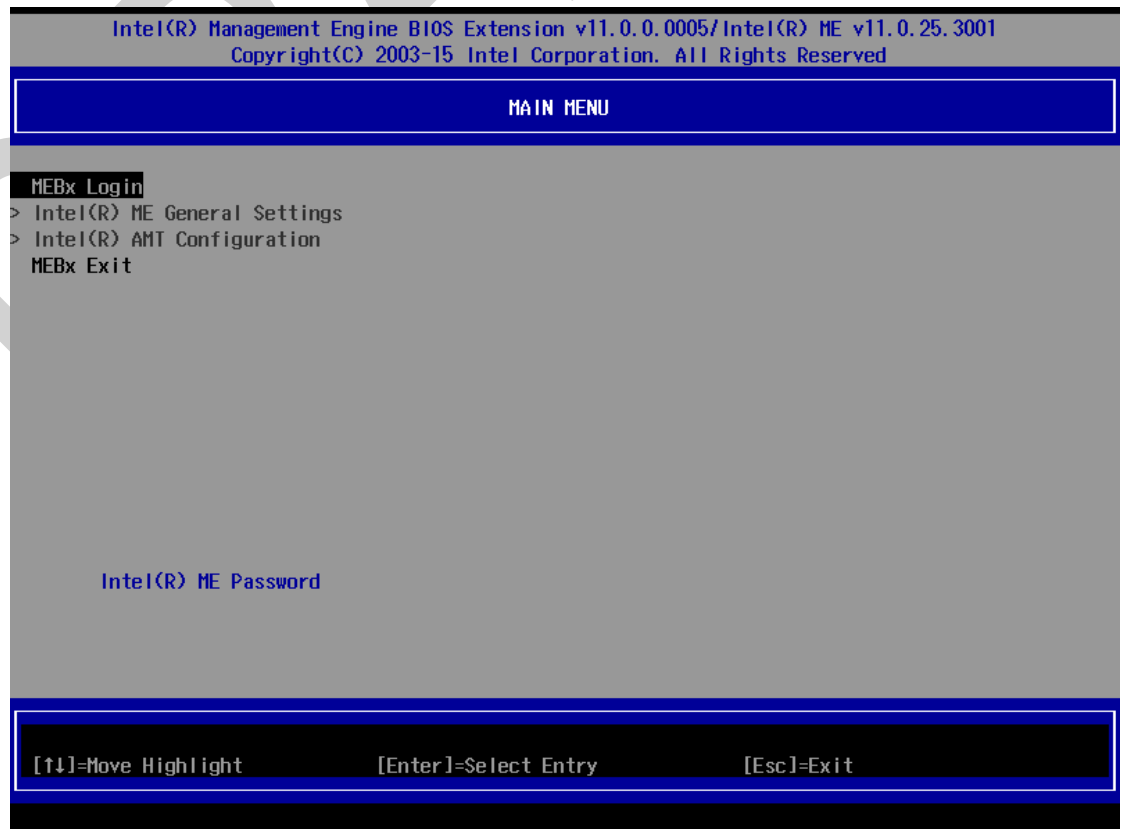 Intel(R) Management Engine BIOS Extension v11.0.0.0005/Intel(R) ME v11.0.25.3001
Copyright(C) 2003-15 Intel Corporation. All Rights Reserved
MAIN MENU
MEBx Login
> Intel(R) ME General Settings
> Intel(R) AMT Configuration
MEBx Exit
Intel(R) ME Password
[↑↓]=Move Highlight [Enter]=Select Entry [Esc]=Exit